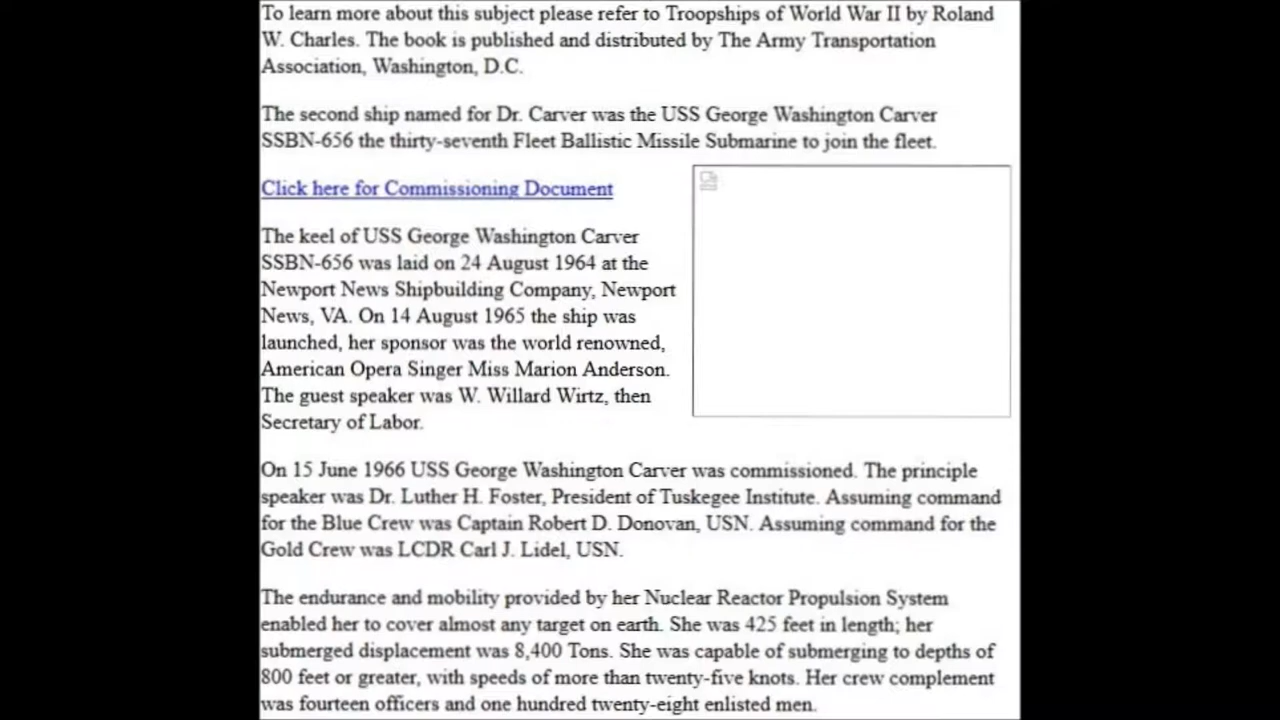 To learn more about this subject please refer to Troopships of World War II by Roland
W. Charles. The book is published and distributed by The Army Transportation
Association, Washington, D.C.
The second ship named for Dr. Carver was the USS George Washington Carver
SSBN-656 the thirty-seventh Fleet Ballistic Missile Submarine to join the fleet.
Click here for Commissioning Document
The keel of USS George Washington Carver
SSBN-656 was laid on 24 August 1964 at the
Newport News Shipbuilding Company, Newport
News, VA. On 14 August 1965 the ship was
launched, her sponsor was the world renowned,
American Opera Singer Miss Marion Anderson.
The guest speaker was W. Willard Wirtz, then
Secretary of Labor.
On 15 June 1966 USS George Washington Carver was commissioned. The principle
speaker was Dr. Luther H. Foster, President of Tuskegee Institute. Assuming command
for the Blue Crew was Captain Robert D. Donovan, USN. Assuming command for the
Gold Crew was LCDR Carl J. Lidel, USN.
The endurance and mobility provided by her Nuclear Reactor Propulsion System
enabled her to cover almost any target on earth. She was 425 feet in length; her
submerged displacement was 8,400 Tons. She was capable of submerging to depths of
800 feet or greater, with speeds of more than twenty-five knots. Her crew complement
was fourteen officers and one hundred twenty-eight enlisted men.